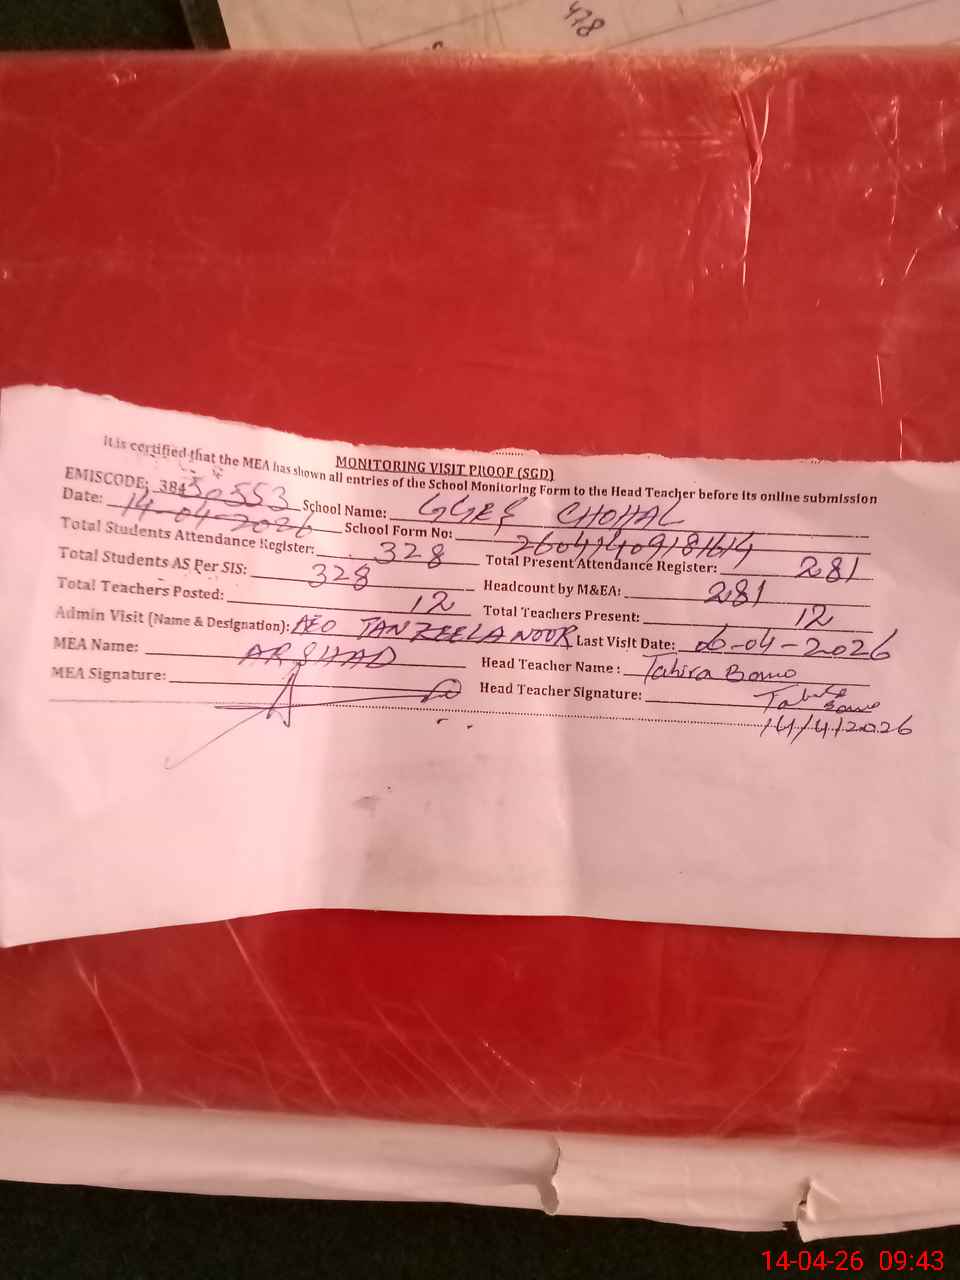 478
MONITORING VISIT PROOF (SGD)
It is certified that the MEA has shown all entries of the School Monitoring Form to the Head Teacher before its online submission
EMISCODE: 38450553 School Name: GGES CHOHAL
Date: 14-04-2026 School Form No:
Total Students Attendance Register: 328 Total Present Attendance Register: 281
Total Students AS Per SIS: 328 Headcount by M&EA: 281
Total Teachers Posted: 12 Total Teachers Present: 12
Admin Visit (Name & Designation): AEO TANZEELA NOOR Last Visit Date: 06-04-2026
MEA Name: ARSHAD Head Teacher Name: Tahira Bano
MEA Signature: Head Teacher Signature: Tahira Bano
14/4/2026
14-04-26 09:43